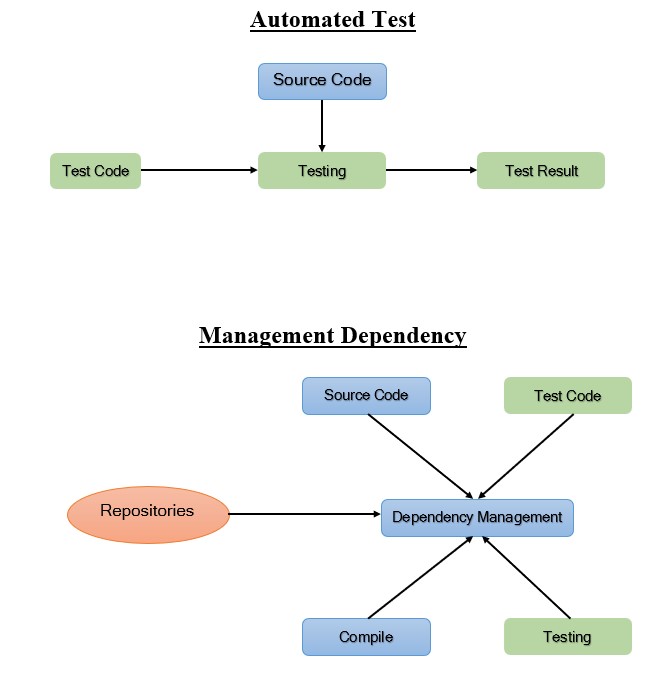 Automated Test
Source Code
Test Code
Testing
Test Result
Management Dependency
Source Code
Test Code
Repositories
Dependency Management
Compile
Testing